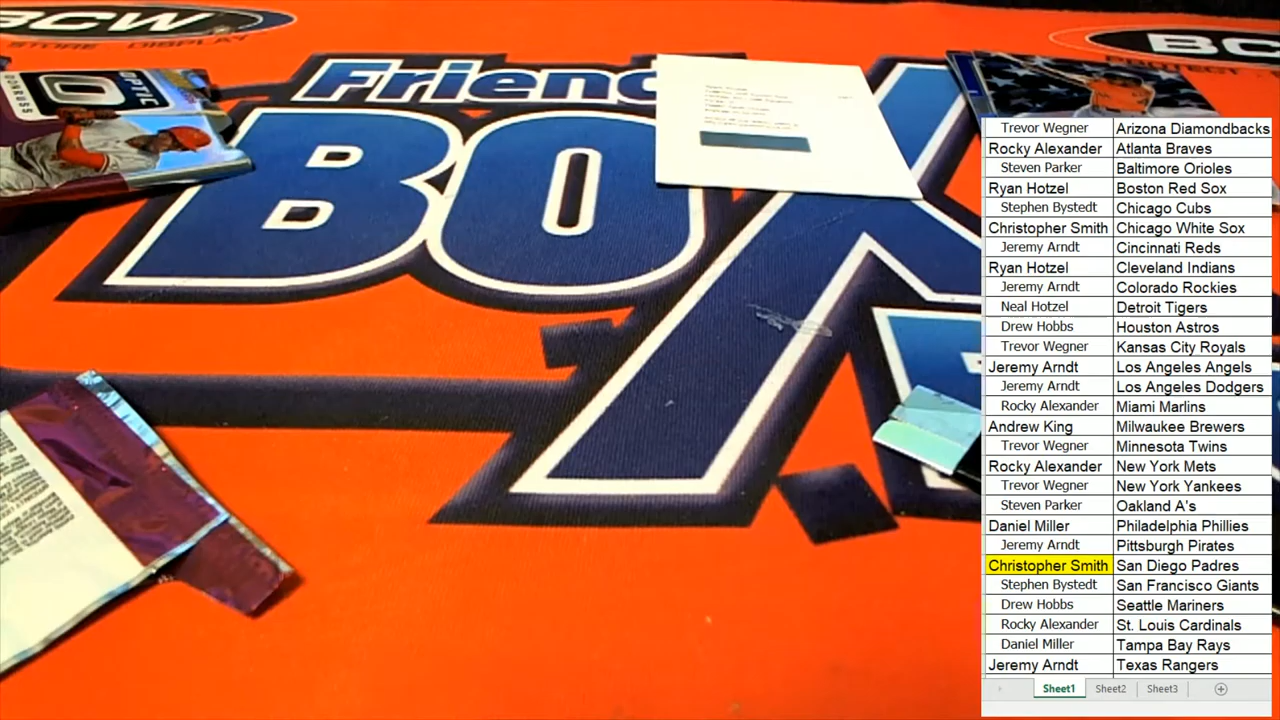 BCW
STORE DISPLAY
OPTIC
DONRUSS
Friend
BO
BC
PROTECT
Trevor Wegner Arizona Diamondbacks
Rocky Alexander Atlanta Braves
Steven Parker Baltimore Orioles
Ryan Hotzel Boston Red Sox
Stephen Bystedt Chicago Cubs
Christopher Smith Chicago White Sox
Jeremy Arndt Cincinnati Reds
Ryan Hotzel Cleveland Indians
Jeremy Arndt Colorado Rockies
Neal Hotzel Detroit Tigers
Drew Hobbs Houston Astros
Trevor Wegner Kansas City Royals
Jeremy Arndt Los Angeles Angels
Jeremy Arndt Los Angeles Dodgers
Rocky Alexander Miami Marlins
Andrew King Milwaukee Brewers
Trevor Wegner Minnesota Twins
Rocky Alexander New York Mets
Trevor Wegner New York Yankees
Steven Parker Oakland A's
Daniel Miller Philadelphia Phillies
Jeremy Arndt Pittsburgh Pirates
Christopher Smith San Diego Padres
Stephen Bystedt San Francisco Giants
Drew Hobbs Seattle Mariners
Rocky Alexander St. Louis Cardinals
Daniel Miller Tampa Bay Rays
Jeremy Arndt Texas Rangers
Sheet1 Sheet2 Sheet3